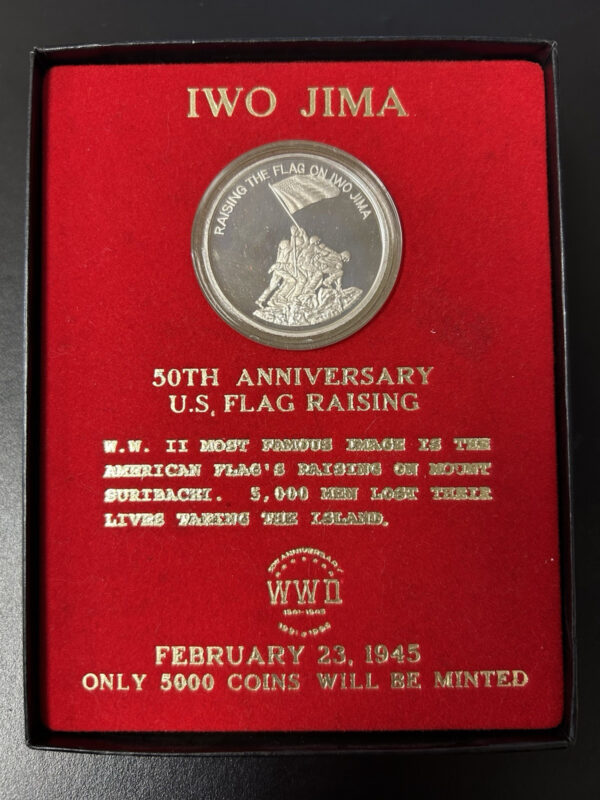 IWO JIMA
RAISING THE FLAG ON IWO JIMA
50TH ANNIVERSARY
U.S. FLAG RAISING
W.W. II MOST FAMOUS IMAGE IS THE
AMERICAN FLAG'S RAISING ON MOUNT
SURIBACHI. 5,000 MEN LOST THEIR
LIVES TAKING THE ISLAND.
50TH ANNIVERSARY
WWII
1941-1945
1991-1995
FEBRUARY 23, 1945
ONLY 5000 COINS WILL BE MINTED